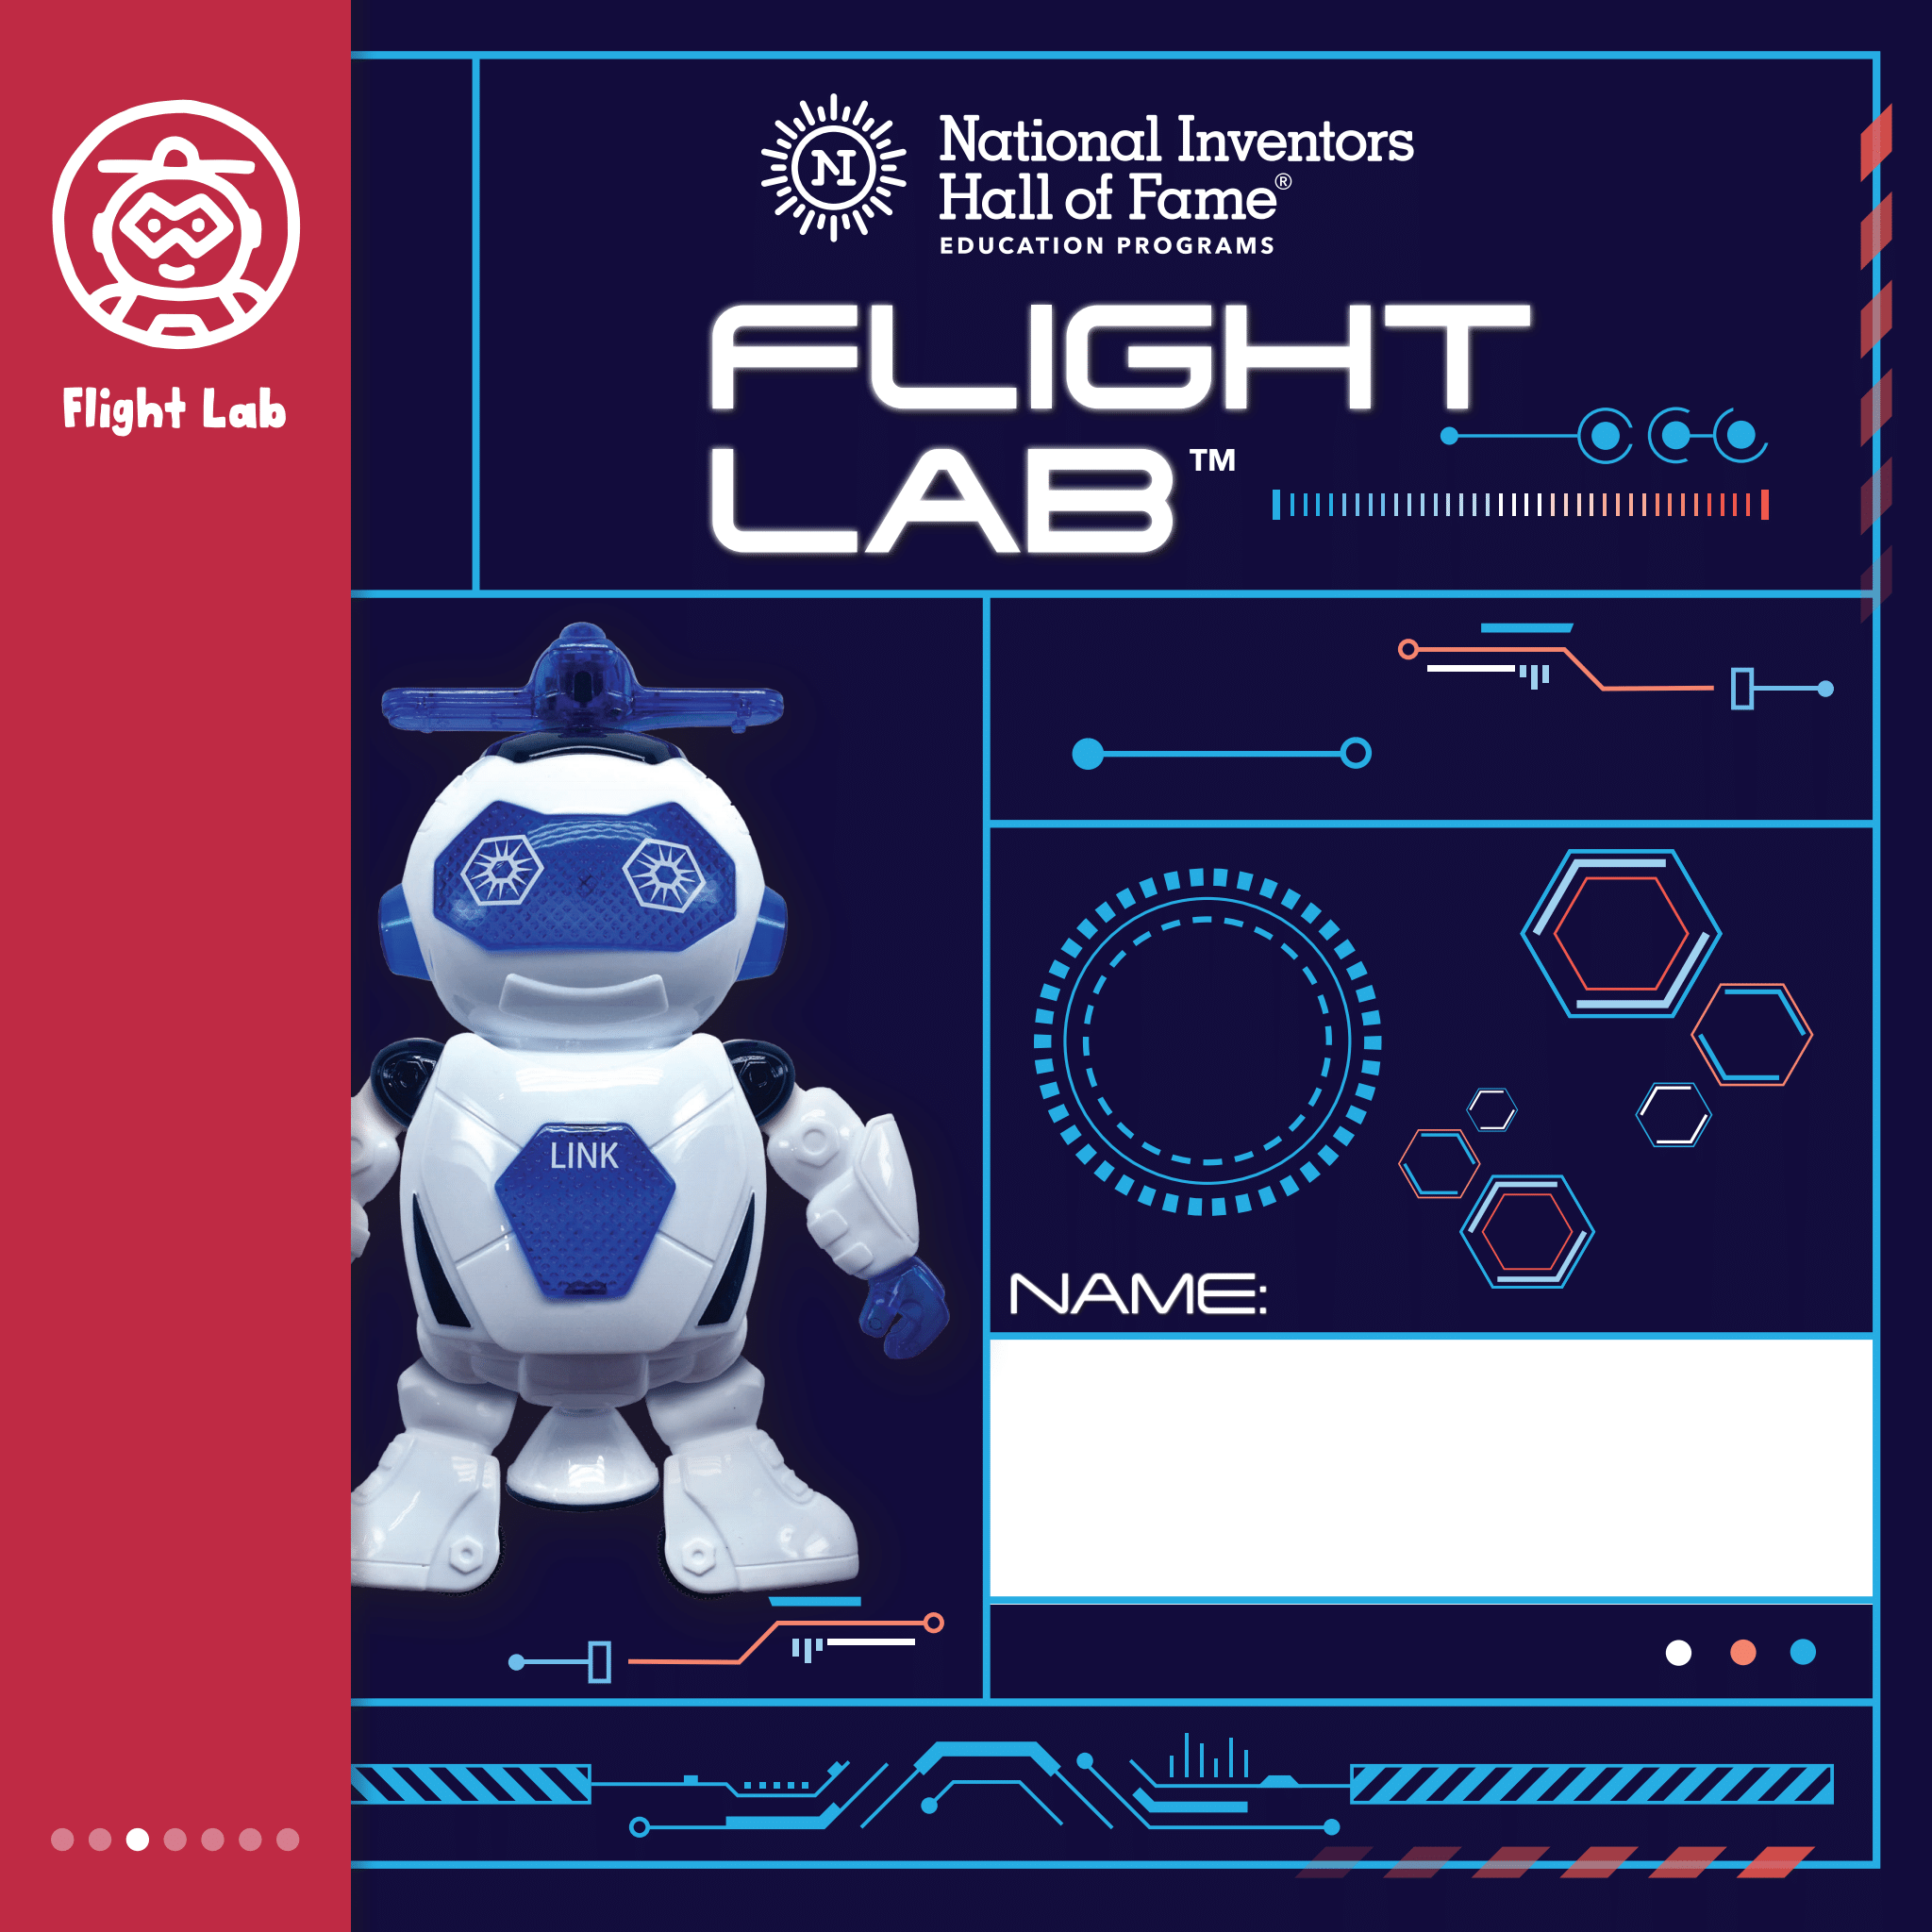 Flight Lab
N
National Inventors
Hall of Fame®
EDUCATION PROGRAMS
FLIGHT
LAB™
LINK
NAME: